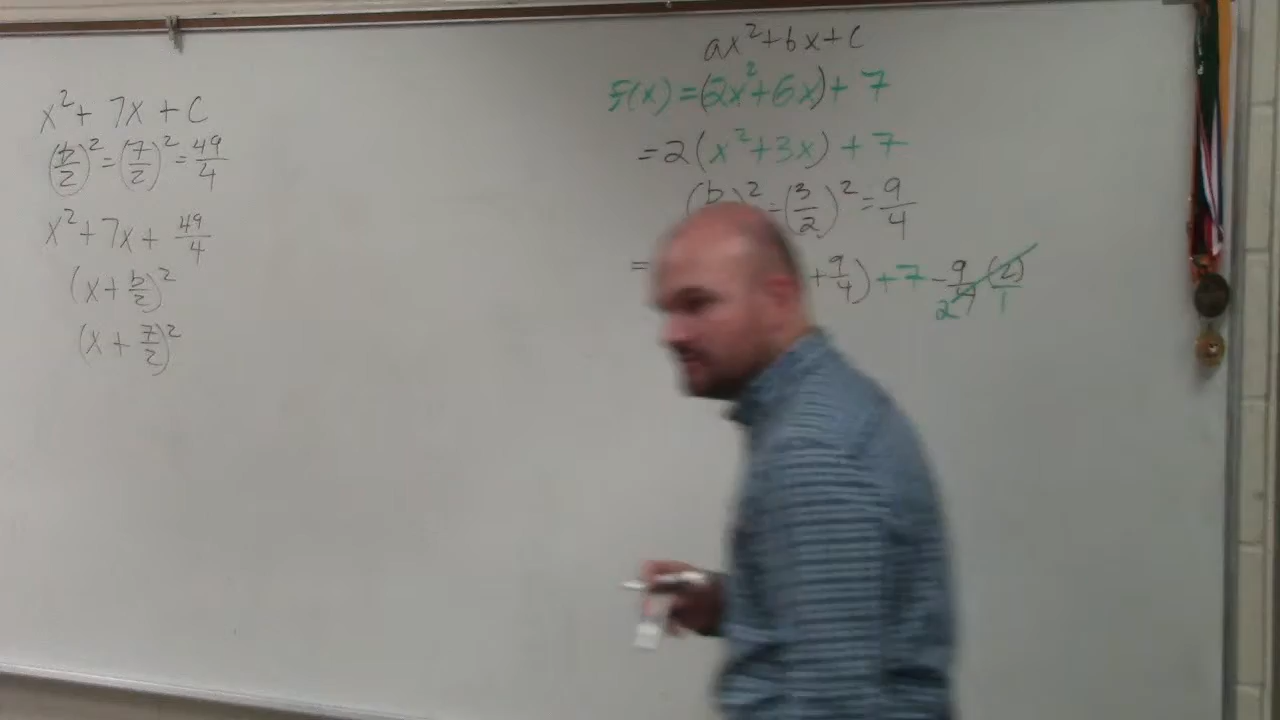 x² + 7x + c
(b/2)² = (7/2)² = 49/4
x² + 7x + 49/4
(x + b/2)²
(x + 7/2)²
ax² + bx + c
f(x) = (2x² + 6x) + 7
= 2(x² + 3x) + 7
(b )² = (3/2)² = 9/4
= + 9/4) + 7 - 9/4 (2)/1 2